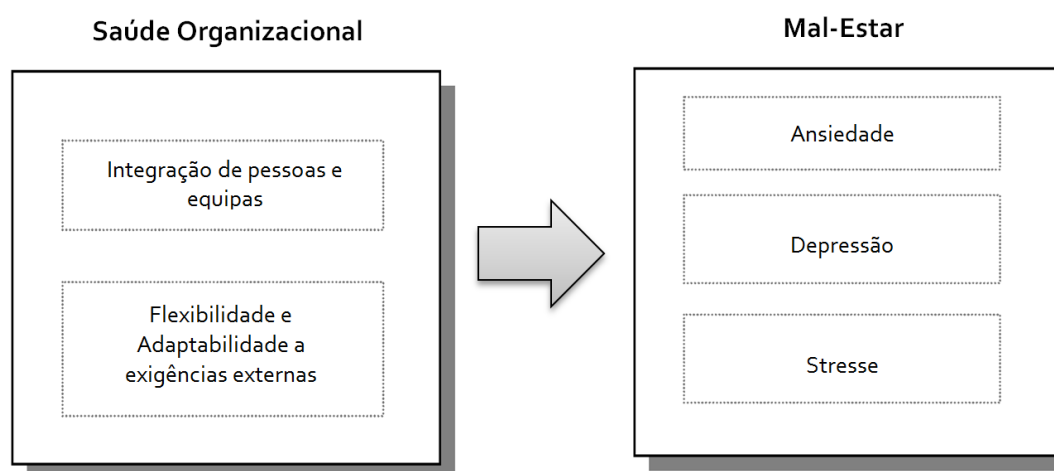 Saúde Organizacional
Integração de pessoas e
equipas
Flexibilidade e
Adaptabilidade a
exigências externas
Mal-Estar
Ansiedade
Depressão
Stresse